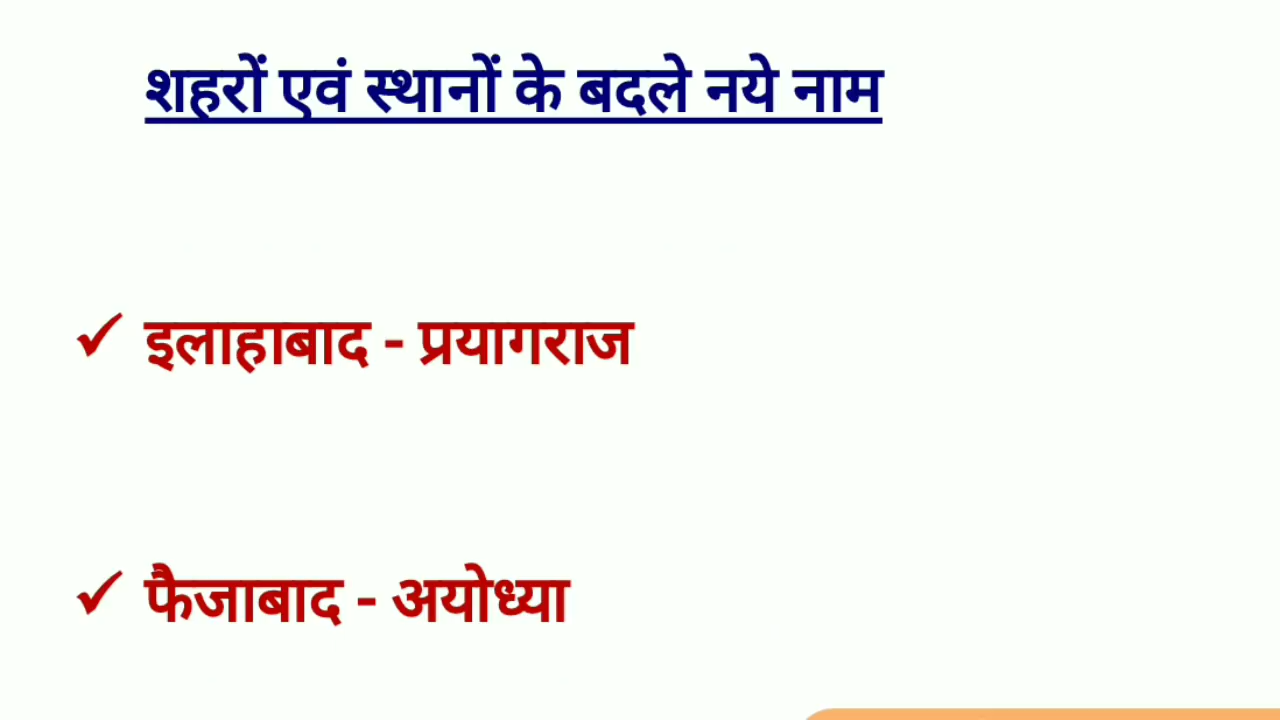 शहरों एवं स्थानों के बदले नये नाम
✓ इलाहाबाद - प्रयागराज
✓ फैजाबाद - अयोध्या